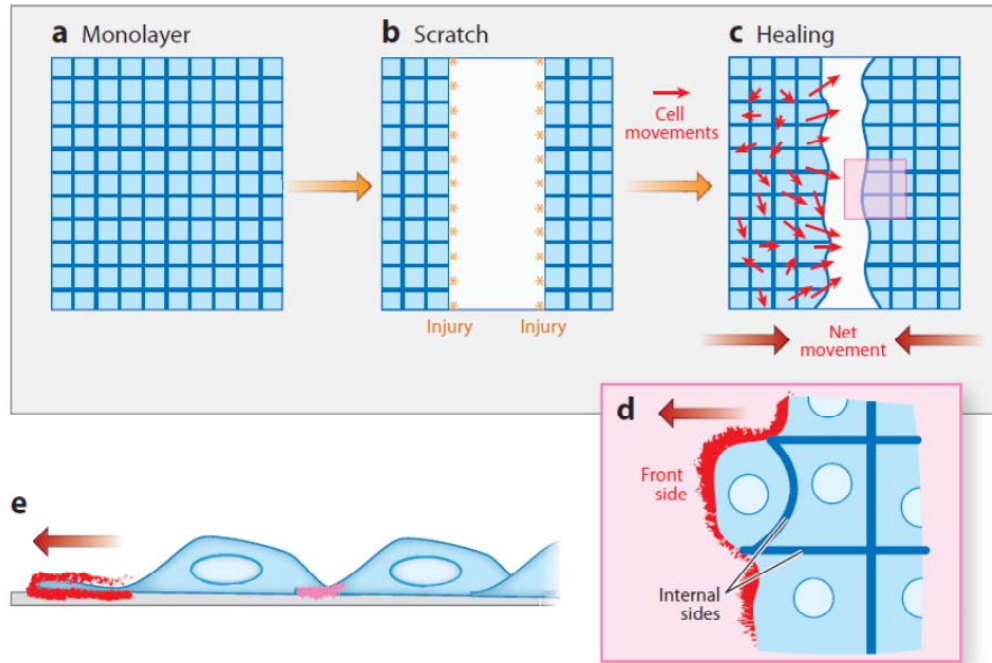 a Monolayer
b Scratch
c Healing
Cell
movements
Injury
Injury
Net
movement
d
Front
side
Internal
sides
e